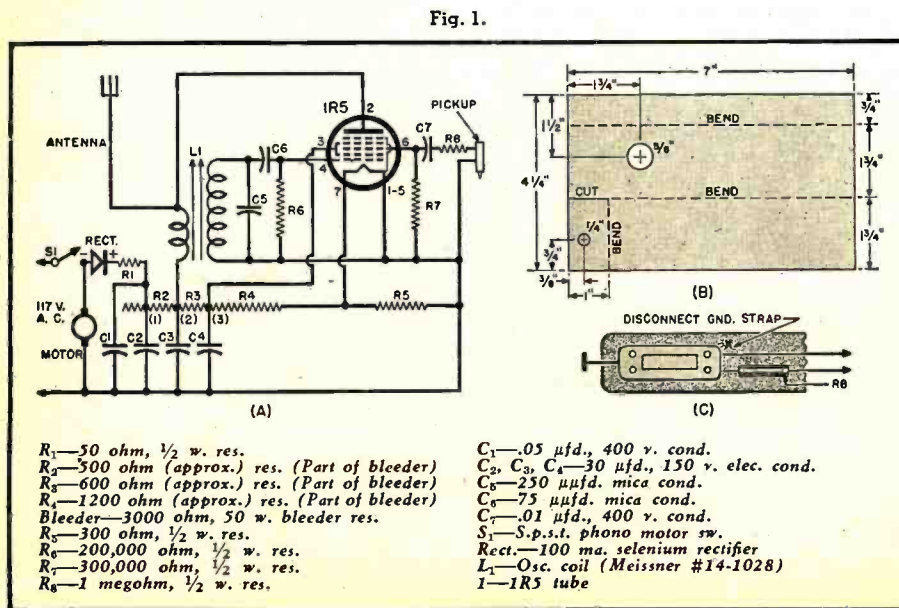 Fig. 1.
ANTENNA
1R5
2
PICKUP
3
4
6
C7
R8
L1
C6
7
1-5
C5
R6
R7
S1
RECT.
- +
R1
R2
R3
R4
R5
117 V.
A. C.
(1)
(2)
(3)
MOTOR
C1
C2
C3
C4
(A)
7"
1 3/4"
3/4"
BEND
1 1/2"
5/8"
1 3/4"
4 1/4"
BEND
CUT
1/4"
BEND
3/4"
1 3/4"
3/8"
1"
(B)
DISCONNECT GND. STRAP
R8
(C)
R₁—50 ohm, 1/2 w. res.
R₂—500 ohm (approx.) res. (Part of bleeder)
R₃—600 ohm (approx.) res. (Part of bleeder)
R₄—1200 ohm (approx.) res. (Part of bleeder)
Bleeder—3000 ohm, 50 w. bleeder res.
R₅—300 ohm, 1/2 w. res.
R₆—200,000 ohm, 1/2 w. res.
R₇—300,000 ohm, 1/2 w. res.
R₈—1 megohm, 1/2 w. res.
C₁—.05 µfd., 400 v. cond.
C₂, C₃, C₄—30 µfd., 150 v. elec. cond.
C₅—250 µµfd. mica cond.
C₆—75 µµfd. mica cond.
C₇—.01 µfd., 400 v. cond.
S₁—S.p.s.t. phono motor sw.
Rect.—100 ma. selenium rectifier
L₁—Osc. coil (Meissner #14-1028)
1—1R5 tube